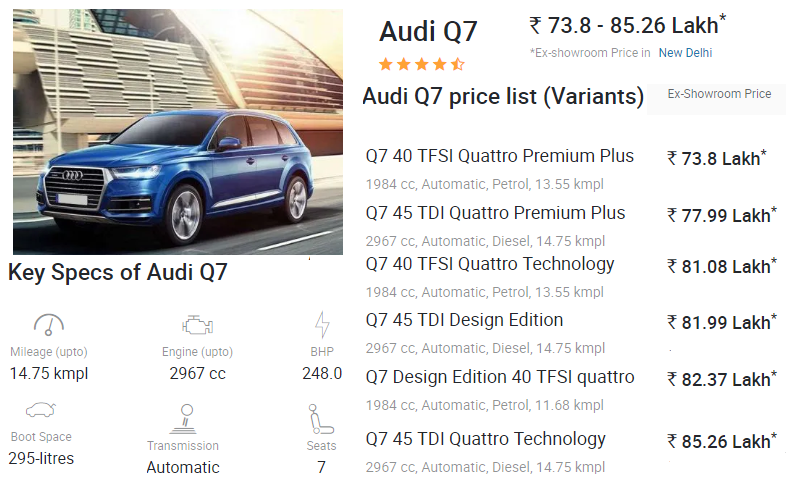 Audi Q7
₹ 73.8 - 85.26 Lakh*
*Ex-showroom Price in New Delhi
Audi Q7 price list (Variants)
Ex-Showroom Price
Q7 40 TFSI Quattro Premium Plus
₹ 73.8 Lakh*
1984 cc, Automatic, Petrol, 13.55 kmpl
Q7 45 TDI Quattro Premium Plus
₹ 77.99 Lakh*
2967 cc, Automatic, Diesel, 14.75 kmpl
Q7 40 TFSI Quattro Technology
₹ 81.08 Lakh*
1984 cc, Automatic, Petrol, 13.55 kmpl
Q7 45 TDI Design Edition
₹ 81.99 Lakh*
2967 cc, Automatic, Diesel, 14.75 kmpl
Q7 Design Edition 40 TFSI quattro
₹ 82.37 Lakh*
1984 cc, Automatic, Petrol, 11.68 kmpl
Q7 45 TDI Quattro Technology
₹ 85.26 Lakh*
2967 cc, Automatic, Diesel, 14.75 kmpl
Key Specs of Audi Q7
Mileage (upto)
14.75 kmpl
Engine (upto)
2967 cc
BHP
248.0
Boot Space
295-litres
Transmission
Automatic
Seats
7